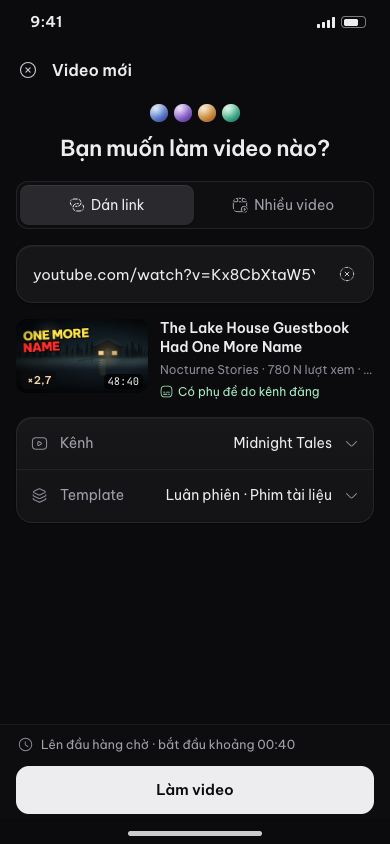 9:41
Video mới
Bạn muốn làm video nào?
Dán link
Nhiều video
youtube.com/watch?v=Kx8CbXtaW5
ONE MORE
NAME
×2,7
48:40
The Lake House Guestbook
Had One More Name
Nocturne Stories · 780 N lượt xem · ...
Có phụ đề do kênh đăng
Kênh
Midnight Tales
Template
Luân phiên · Phim tài liệu
Lên đầu hàng chờ · bắt đầu khoảng 00:40
Làm video